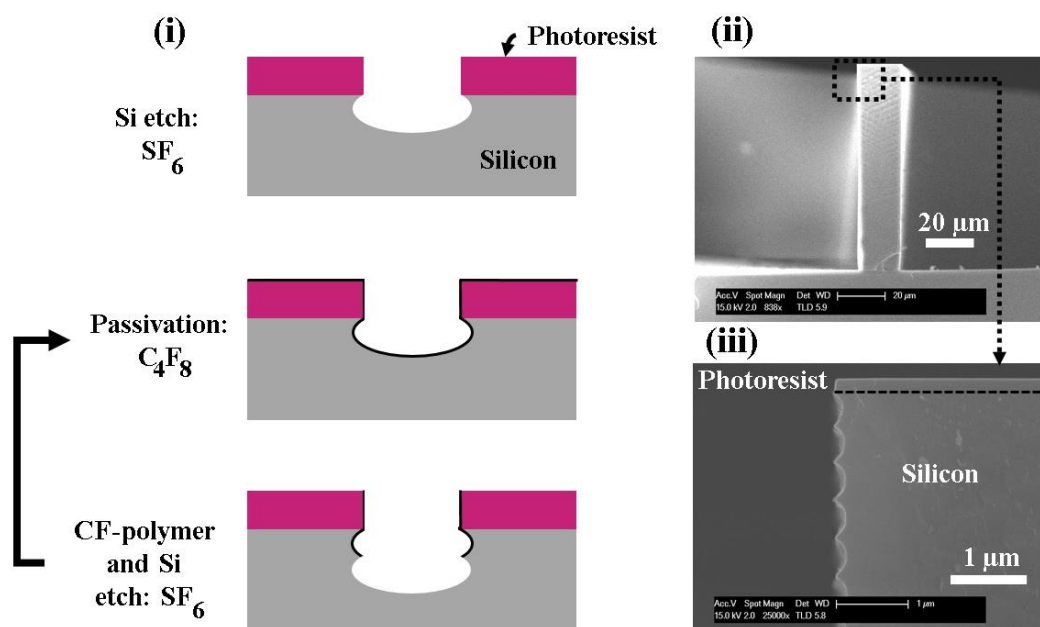 (i)
Photoresist
Si etch:
SF6
Silicon
Passivation:
C4F8
CF-polymer
and Si
etch: SF6
(ii)
20 µm
Acc.V Spot Magn Det WD 20 µm
15.0 kV 2.0 838x TLD 5.9
(iii)
Photoresist
Silicon
1 µm
Acc.V Spot Magn Det WD 1 µm
15.0 kV 2.0 25000x TLD 5.8